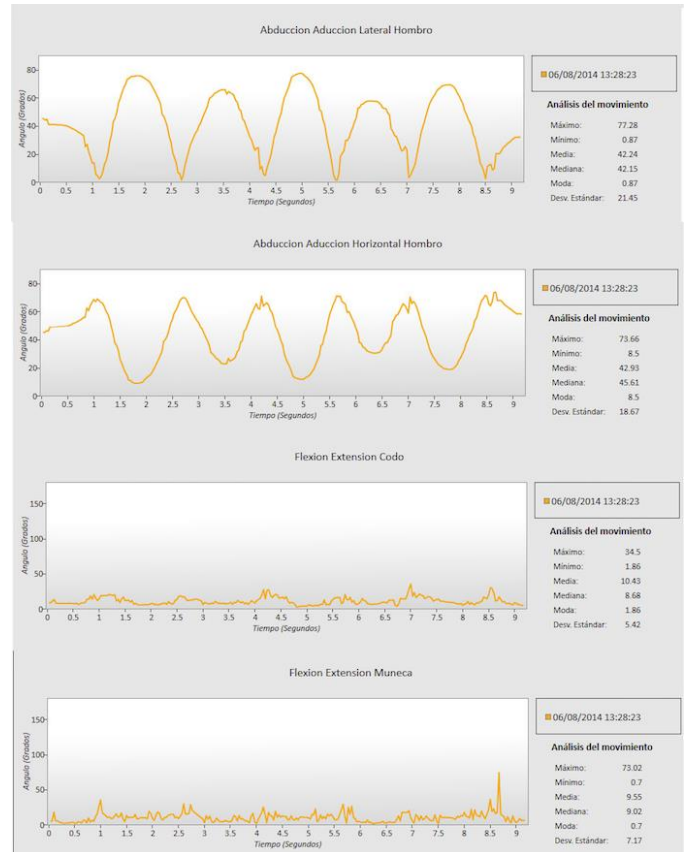 Abduccion Aduccion Lateral Hombro
06/08/2014 13:28:23
Análisis del movimiento
Máximo: 77.28
Mínimo: 0.87
Media: 42.24
Mediana: 42.15
Moda: 0.87
Desv. Estándar: 21.45
Angulo (Grados)
80
60
40
20
0
0 0.5 1 1.5 2 2.5 3 3.5 4 4.5 5 5.5 6 6.5 7 7.5 8 8.5 9
Tiempo (Segundos)
Abduccion Aduccion Horizontal Hombro
06/08/2014 13:28:23
Análisis del movimiento
Máximo: 73.66
Mínimo: 8.5
Media: 42.93
Mediana: 45.61
Moda: 8.5
Desv. Estándar: 18.67
Angulo (Grados)
80
60
40
20
0
0 0.5 1 1.5 2 2.5 3 3.5 4 4.5 5 5.5 6 6.5 7 7.5 8 8.5 9
Tiempo (Segundos)
Flexion Extension Codo
06/08/2014 13:28:23
Análisis del movimiento
Máximo: 34.5
Mínimo: 1.86
Media: 10.43
Mediana: 8.68
Moda: 1.86
Desv. Estándar: 5.42
Angulo (Grados)
150
100
50
0
0 0.5 1 1.5 2 2.5 3 3.5 4 4.5 5 5.5 6 6.5 7 7.5 8 8.5 9
Tiempo (Segundos)
Flexion Extension Muneca
06/08/2014 13:28:23
Análisis del movimiento
Máximo: 73.02
Mínimo: 0.7
Media: 9.55
Mediana: 9.02
Moda: 0.7
Desv. Estándar: 7.17
Angulo (Grados)
150
100
50
0
0 0.5 1 1.5 2 2.5 3 3.5 4 4.5 5 5.5 6 6.5 7 7.5 8 8.5 9
Tiempo (Segundos)